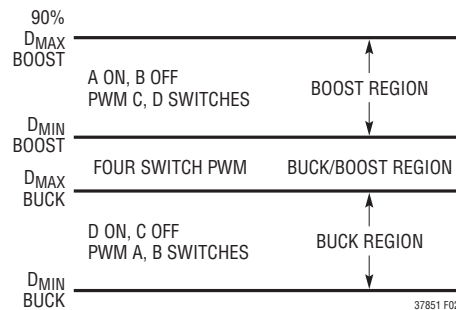 90%
DMAX
BOOST
A ON, B OFF
PWM C, D SWITCHES
BOOST REGION
DMIN
BOOST
FOUR SWITCH PWM
BUCK/BOOST REGION
DMAX
BUCK
D ON, C OFF
PWM A, B SWITCHES
BUCK REGION
DMIN
BUCK
37851 F02